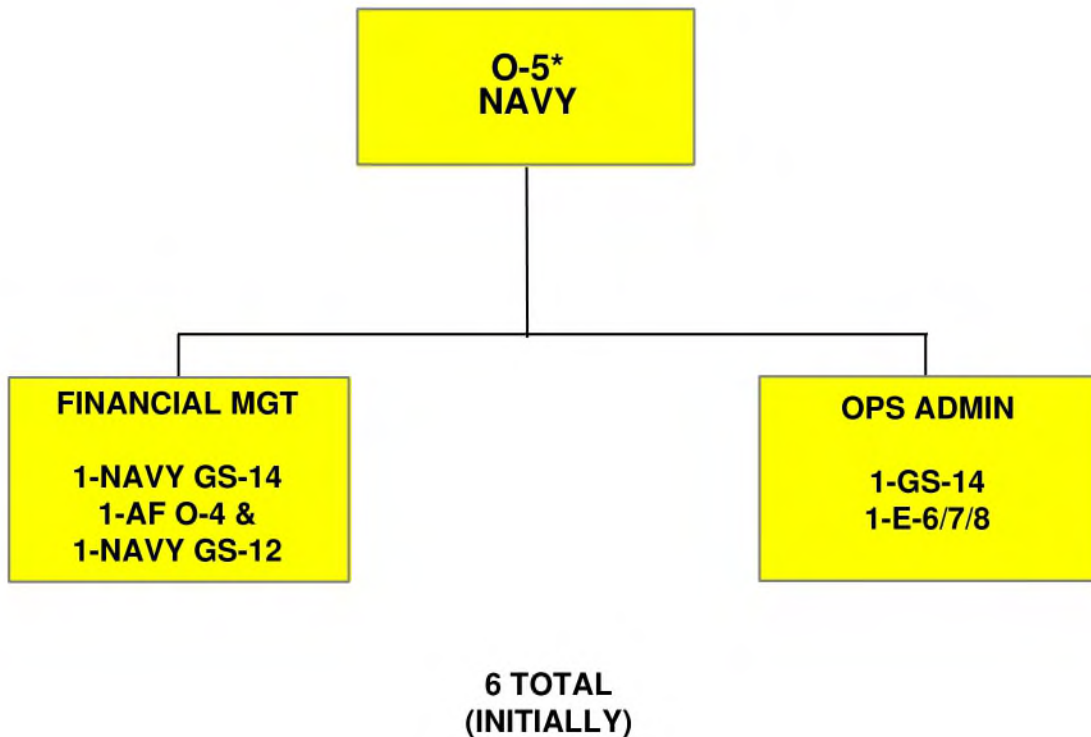 O-5*
NAVY
FINANCIAL MGT
1-NAVY GS-14
1-AF O-4 &
1-NAVY GS-12
OPS ADMIN
1-GS-14
1-E-6/7/8
6 TOTAL
(INITIALLY)